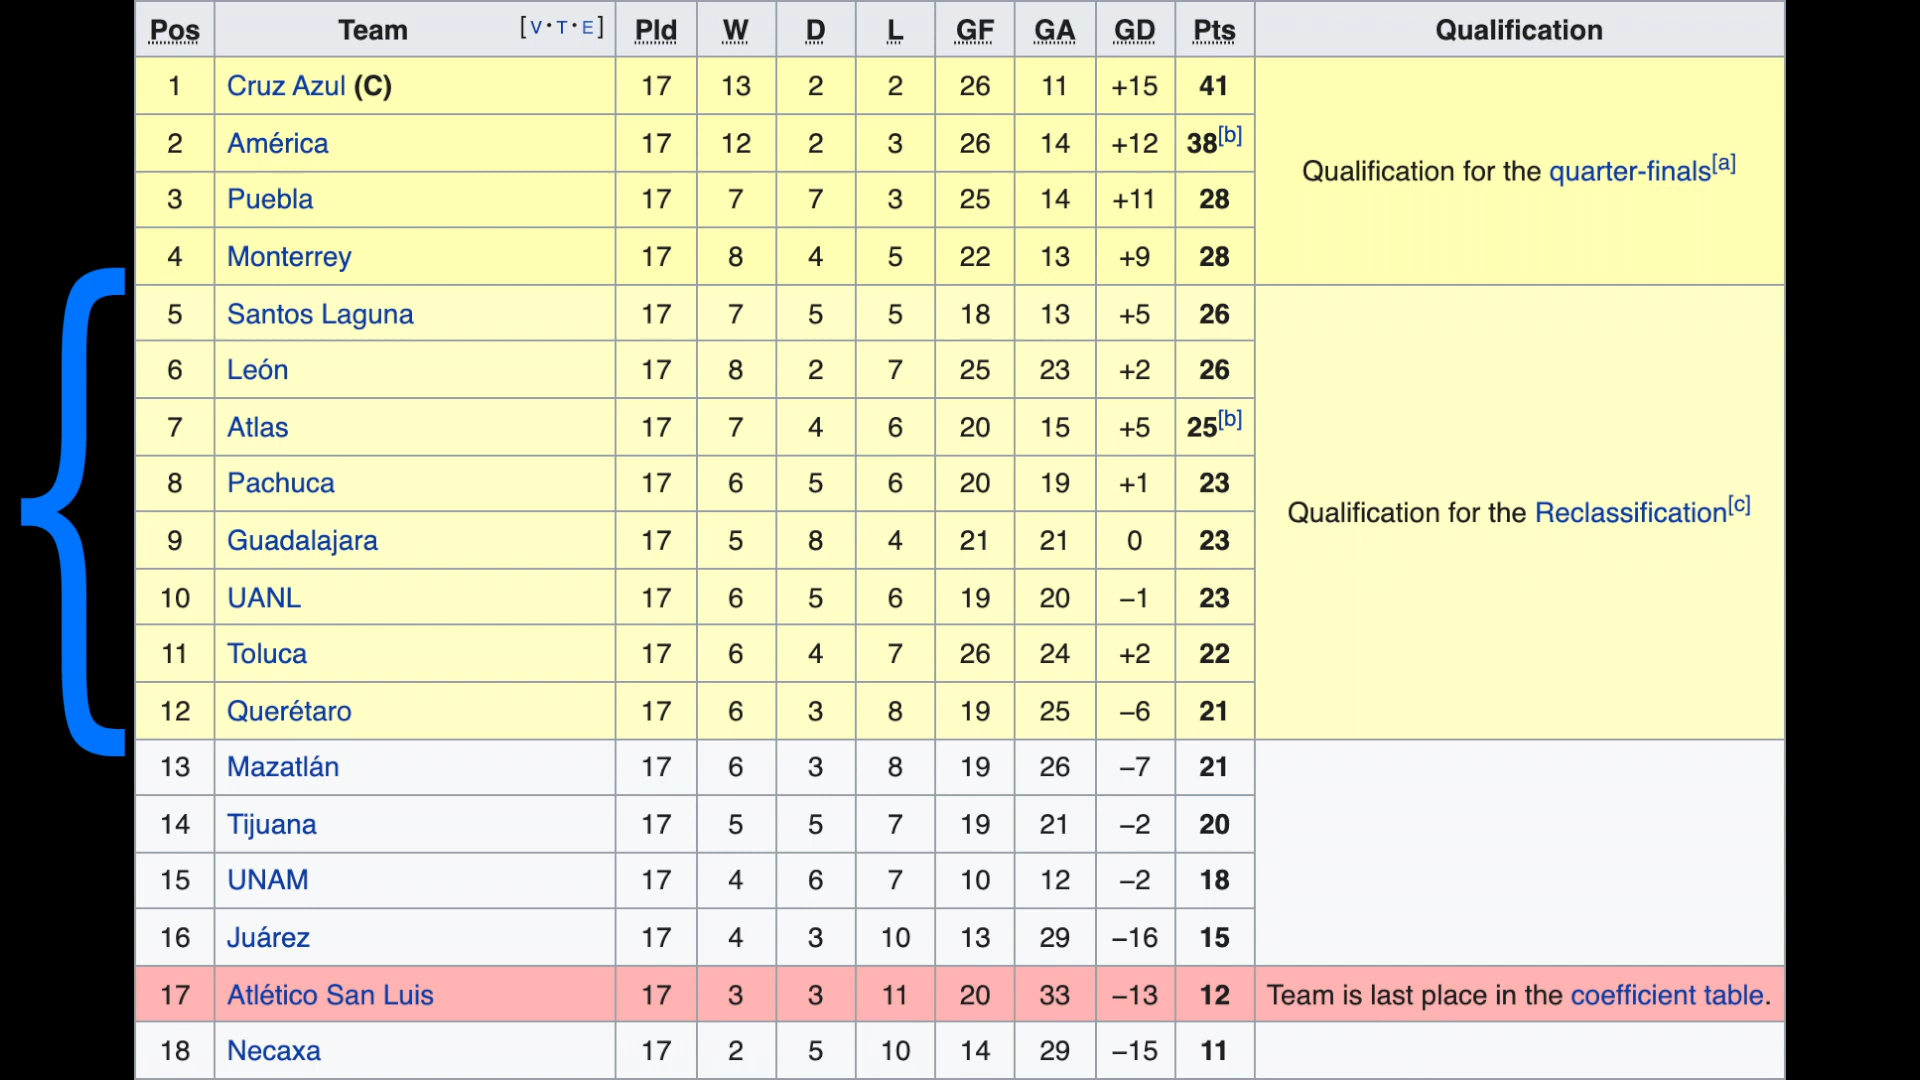 Pos Team [V·T·E] Pld W D L GF GA GD Pts Qualification
1 Cruz Azul (C) 17 13 2 2 26 11 +15 41
2 América 17 12 2 3 26 14 +12 38[b]
Qualification for the quarter-finals[a]
3 Puebla 17 7 7 3 25 14 +11 28
4 Monterrey 17 8 4 5 22 13 +9 28
5 Santos Laguna 17 7 5 5 18 13 +5 26
6 León 17 8 2 7 25 23 +2 26
7 Atlas 17 7 4 6 20 15 +5 25[b]
8 Pachuca 17 6 5 6 20 19 +1 23
Qualification for the Reclassification[c]
9 Guadalajara 17 5 8 4 21 21 0 23
10 UANL 17 6 5 6 19 20 −1 23
11 Toluca 17 6 4 7 26 24 +2 22
12 Querétaro 17 6 3 8 19 25 −6 21
13 Mazatlán 17 6 3 8 19 26 −7 21
14 Tijuana 17 5 5 7 19 21 −2 20
15 UNAM 17 4 6 7 10 12 −2 18
16 Juárez 17 4 3 10 13 29 −16 15
17 Atlético San Luis 17 3 3 11 20 33 −13 12 Team is last place in the coefficient table.
18 Necaxa 17 2 5 10 14 29 −15 11